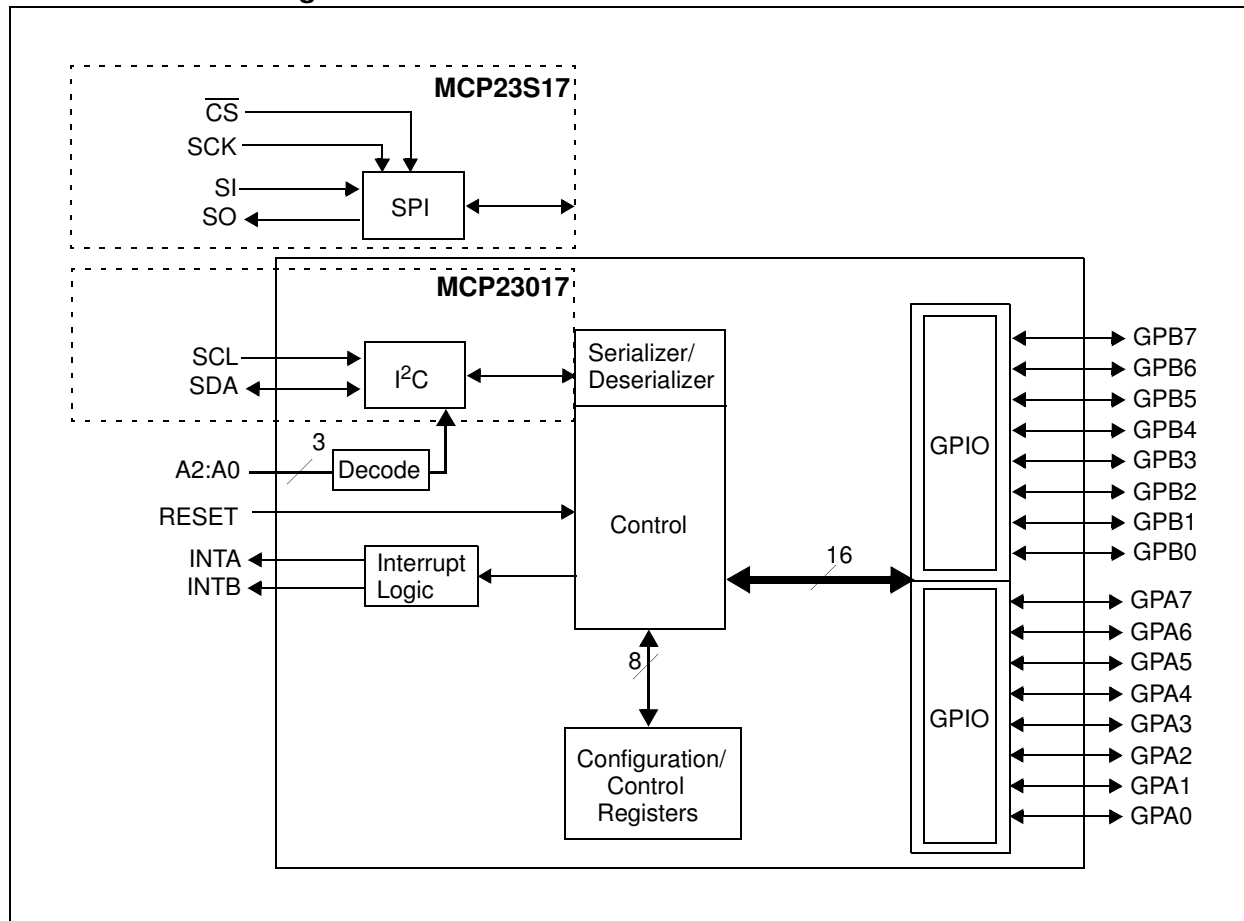 MCP23S17
CS
SCK
SI
SO
SPI
MCP23017
SCL
SDA
I²C
Serializer/
Deserializer
3
A2:A0
Decode
RESET
Control
INTA
INTB
Interrupt
Logic
16
8
Configuration/
Control
Registers
GPIO
GPB7
GPB6
GPB5
GPB4
GPB3
GPB2
GPB1
GPB0
GPIO
GPA7
GPA6
GPA5
GPA4
GPA3
GPA2
GPA1
GPA0